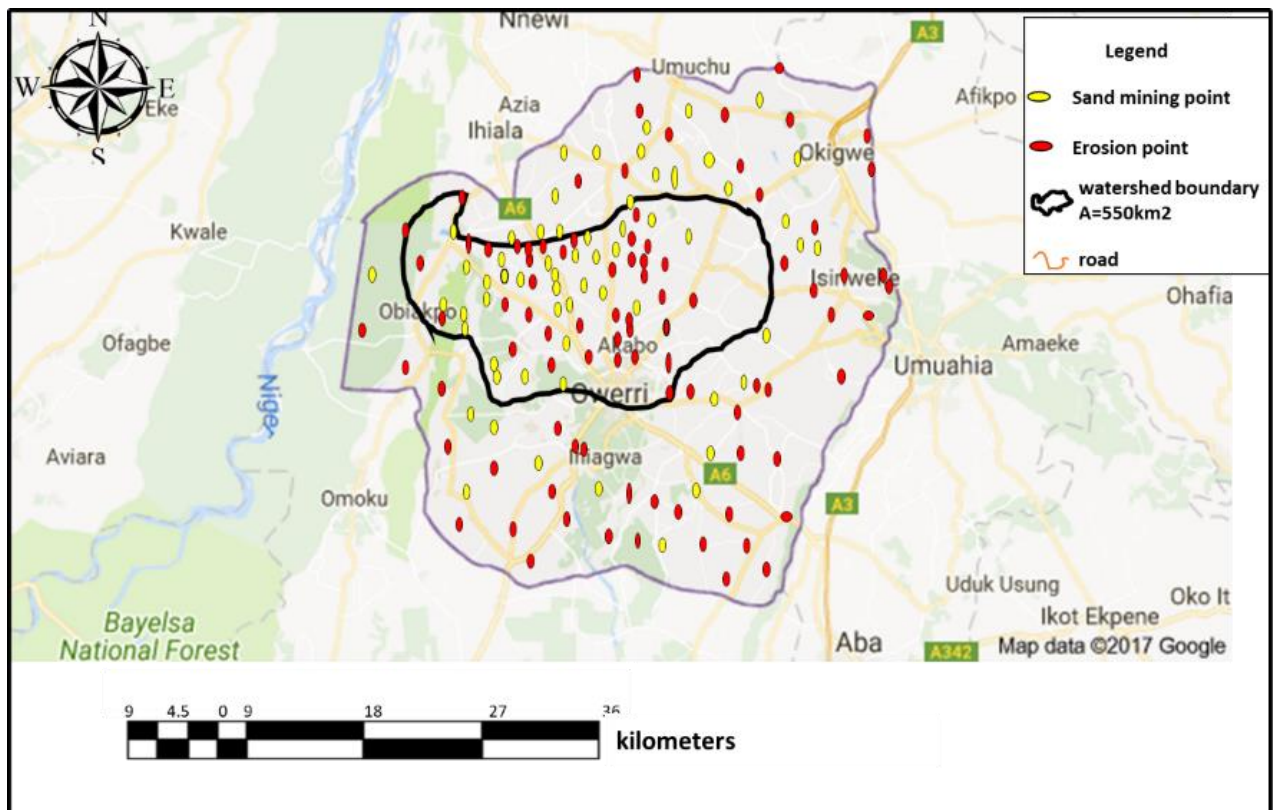 N
W
E
S
Nnewi
Eke
Azia
Ihiala
Umuchu
A3
Afikpo
Okigwe
Kwale
A6
Obiakpo
Isinweke
Ohafia
Ofagbe
Akabo
Amaeke
Umuahia
Niger
Owerri
Aviara
Ihiagwa
A6
Omoku
A3
Uduk Usung
Oko It
Bayelsa
National Forest
Ikot Ekpene
Aba
A342
Map data ©2017 Google
Legend
Sand mining point
Erosion point
watershed boundary
A=550km2
road
9 4.5 0 9 18 27 36
kilometers